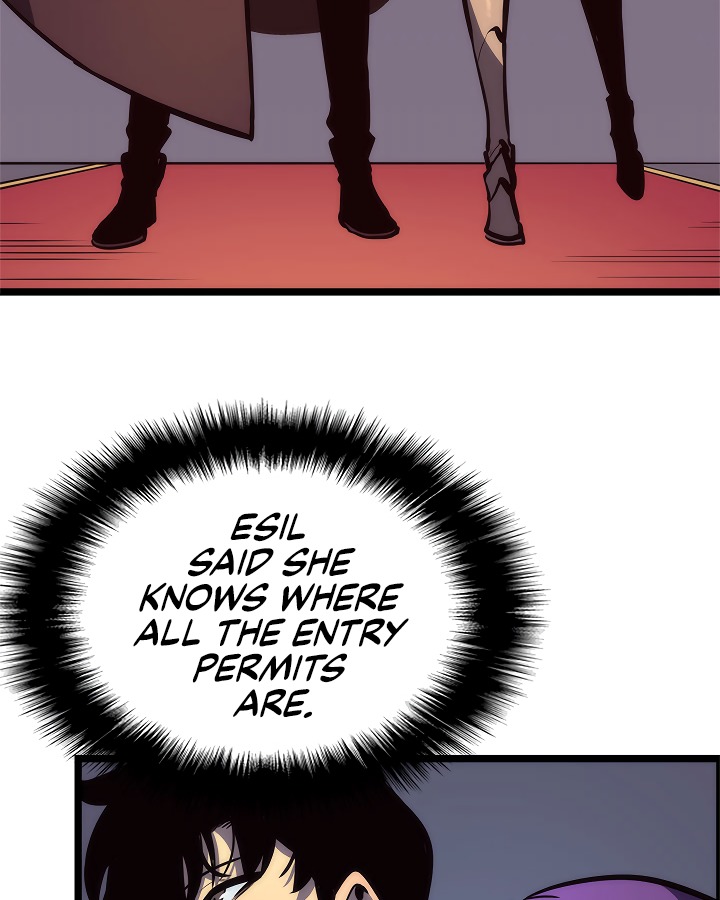 ESIL
SAID SHE
KNOWS WHERE
ALL THE ENTRY
PERMITS
ARE.